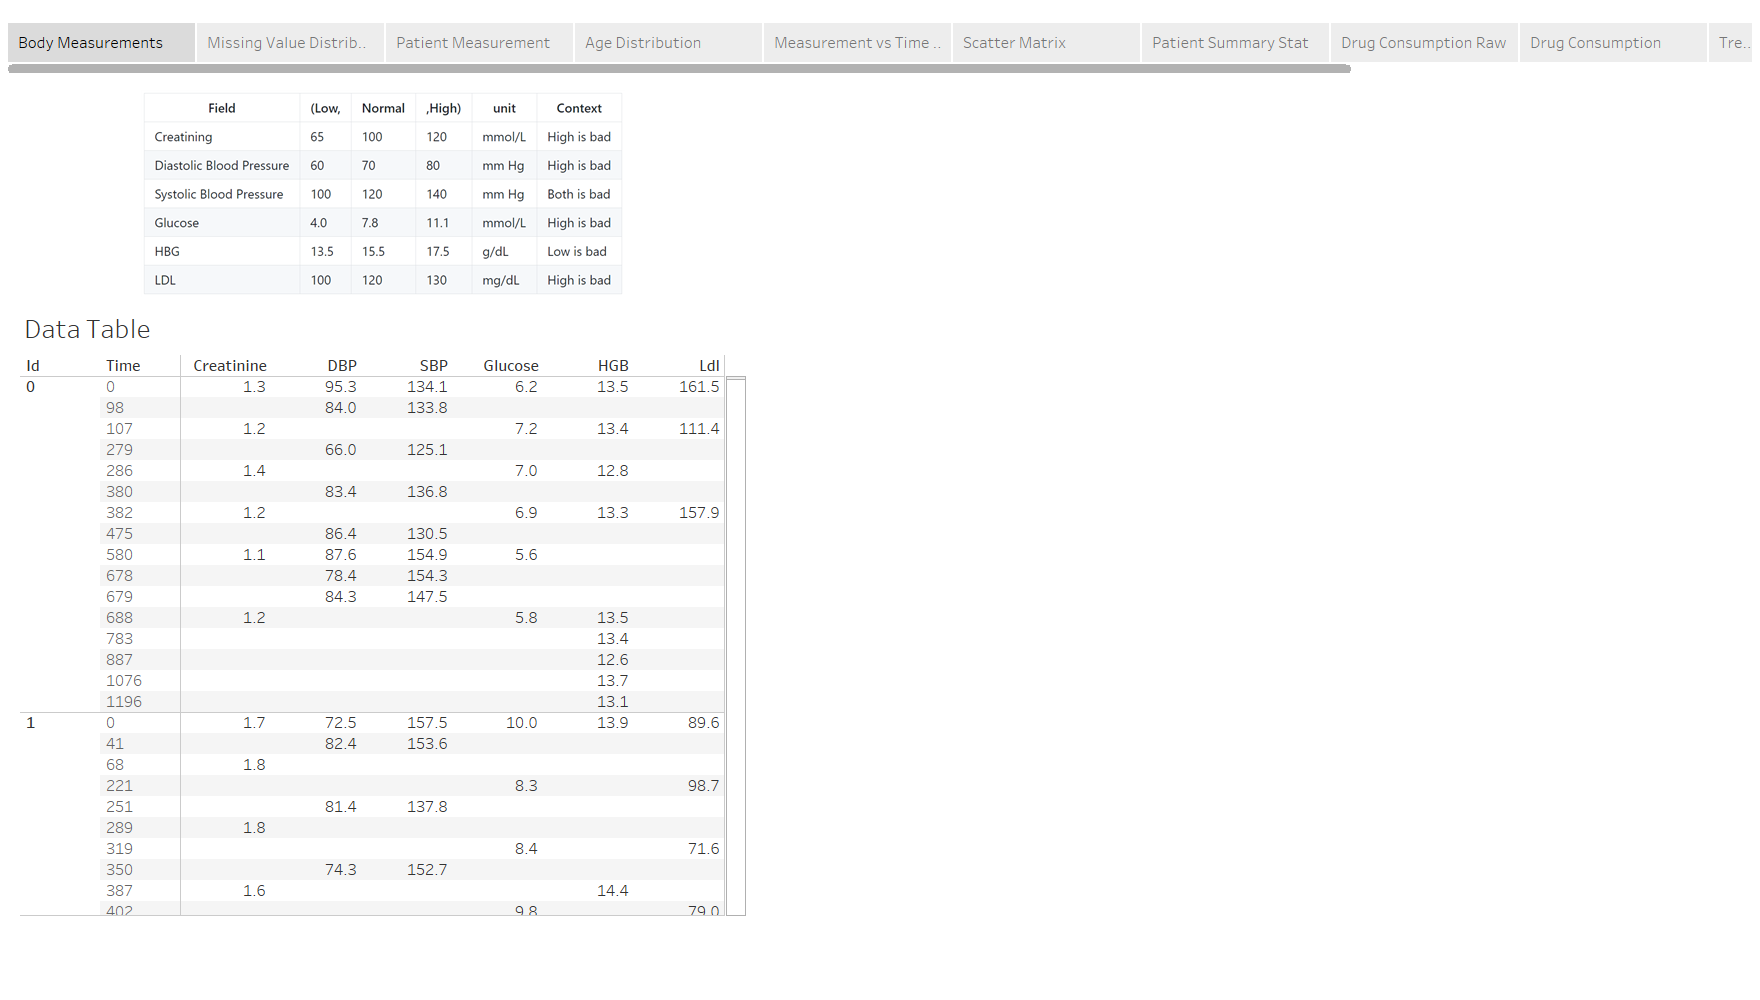 Body Measurements Missing Value Distrib.. Patient Measurement Age Distribution Measurement vs Time .. Scatter Matrix Patient Summary Stat Drug Consumption Raw Drug Consumption Tre..
Field (Low, Normal ,High) unit Context
Creatining 65 100 120 mmol/L High is bad
Diastolic Blood Pressure 60 70 80 mm Hg High is bad
Systolic Blood Pressure 100 120 140 mm Hg Both is bad
Glucose 4.0 7.8 11.1 mmol/L High is bad
HBG 13.5 15.5 17.5 g/dL Low is bad
LDL 100 120 130 mg/dL High is bad
Data Table
Id Time Creatinine DBP SBP Glucose HGB Ldl
0 0 1.3 95.3 134.1 6.2 13.5 161.5
98 84.0 133.8
107 1.2 7.2 13.4 111.4
279 66.0 125.1
286 1.4 7.0 12.8
380 83.4 136.8
382 1.2 6.9 13.3 157.9
475 86.4 130.5
580 1.1 87.6 154.9 5.6
678 78.4 154.3
679 84.3 147.5
688 1.2 5.8 13.5
783 13.4
887 12.6
1076 13.7
1196 13.1
1 0 1.7 72.5 157.5 10.0 13.9 89.6
41 82.4 153.6
68 1.8
221 8.3 98.7
251 81.4 137.8
289 1.8
319 8.4 71.6
350 74.3 152.7
387 1.6 14.4
402 9.8 79.0